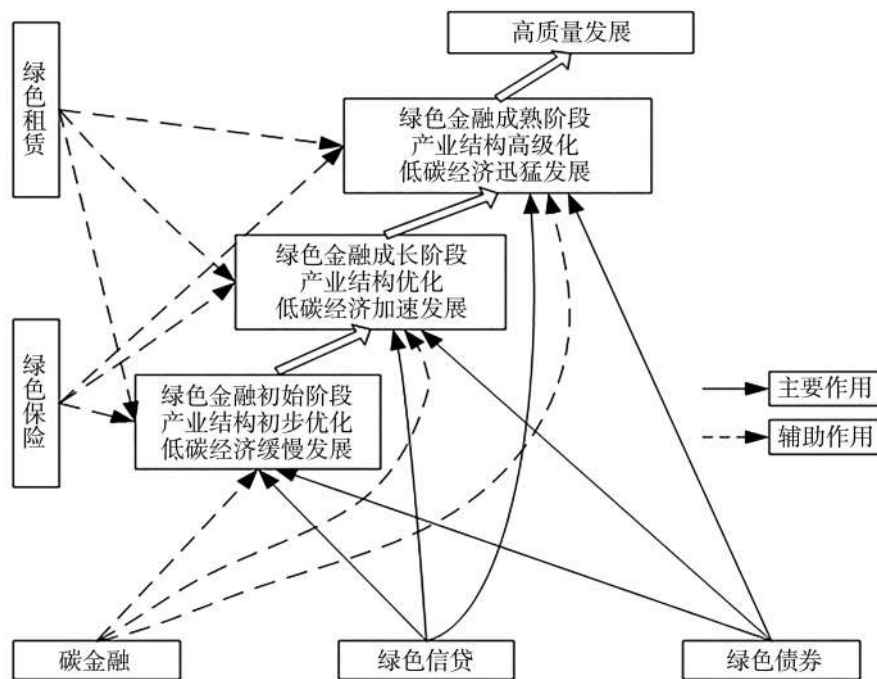 高质量发展
绿色租赁
绿色金融成熟阶段
产业结构高级化
低碳经济迅猛发展
绿色金融成长阶段
产业结构优化
低碳经济加速发展
绿色保险
绿色金融初始阶段
产业结构初步优化
低碳经济缓慢发展
主要作用
辅助作用
碳金融
绿色信贷
绿色债券